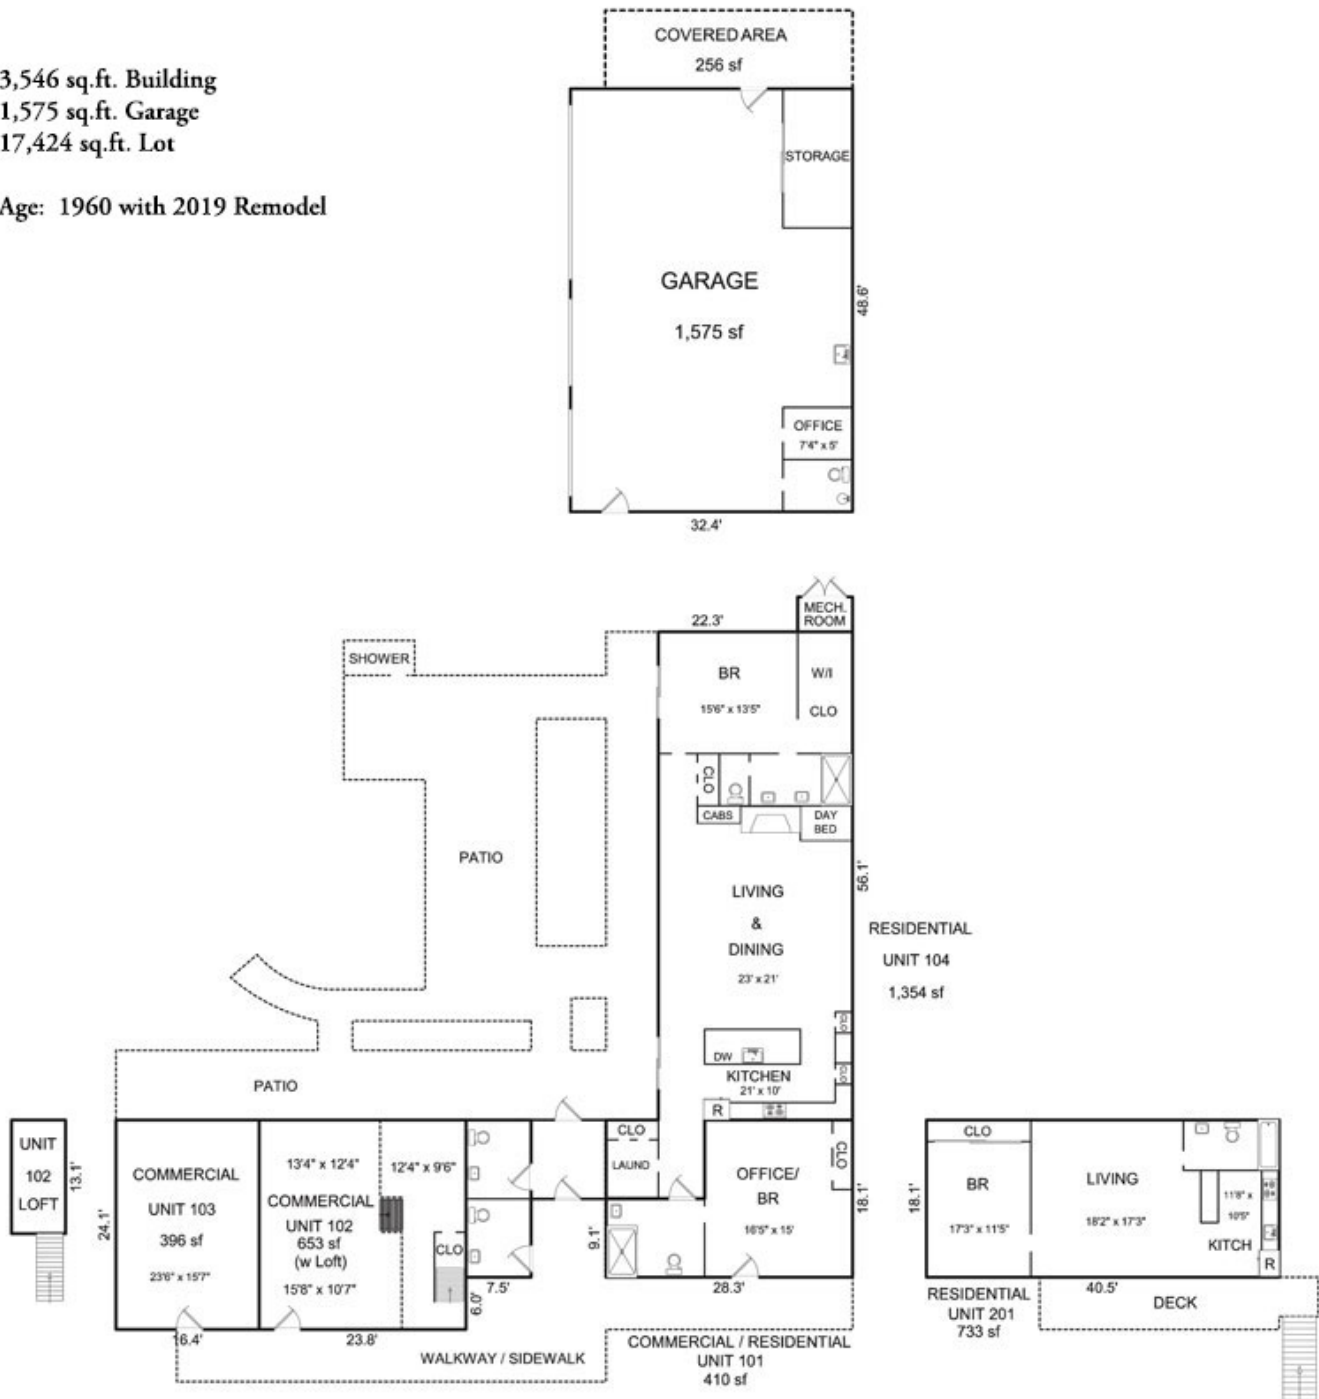 3,546 sq.ft. Building
1,575 sq.ft. Garage
17,424 sq.ft. Lot
Age: 1960 with 2019 Remodel
COVERED AREA
256 sf
STORAGE
GARAGE
1,575 sf
48.6'
OFFICE
7'4" x 5'
32.4'
MECH.
ROOM
22.3'
SHOWER
BR
15'6" x 13'5"
W/I
CLO
CLO
CABS
DAY
BED
PATIO
56.1'
LIVING
&
DINING
23' x 21'
RESIDENTIAL
UNIT 104
1,354 sf
CLO
DW
CLO
KITCHEN
21' x 10'
R
PATIO
UNIT
102
LOFT
13.1'
24.1'
COMMERCIAL
UNIT 103
396 sf
23'6" x 15'7"
16.4'
13'4" x 12'4"
12'4" x 9'6"
COMMERCIAL
UNIT 102
653 sf
(w Loft)
15'8" x 10'7"
CLO
23.8'
6.0'
7.5'
9.1'
CLO
LAUND
OFFICE/
BR
16'5" x 15'
CLO
18.1'
28.3'
WALKWAY / SIDEWALK
COMMERCIAL / RESIDENTIAL
UNIT 101
410 sf
18.1'
CLO
BR
17'3" x 11'5"
LIVING
18'2" x 17'3"
11'8" x
10'5"
KITCH
R
40.5'
RESIDENTIAL
UNIT 201
733 sf
DECK